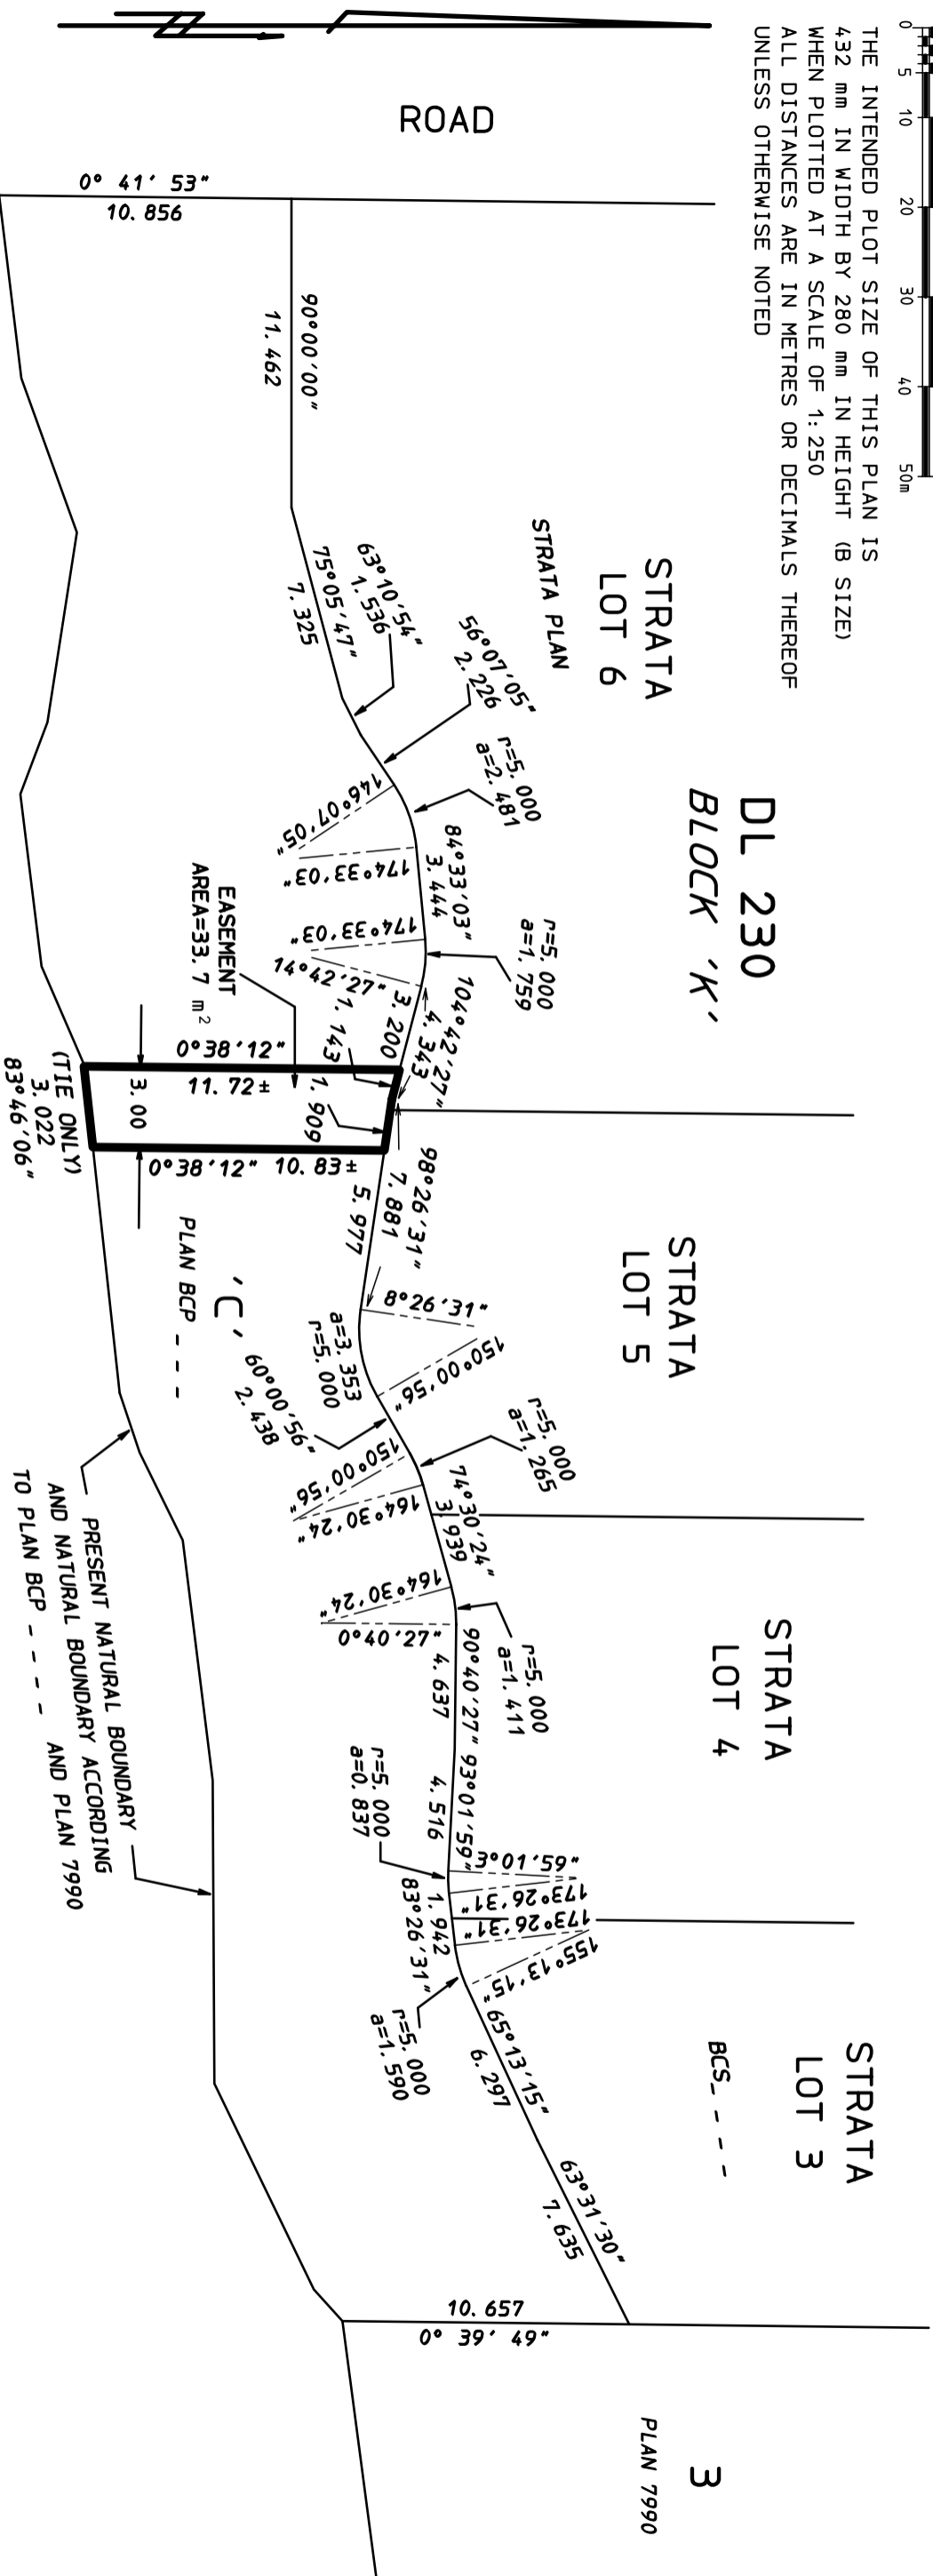 0 5 10 20 30 40 50m
THE INTENDED PLOT SIZE OF THIS PLAN IS
432 mm IN WIDTH BY 280 mm IN HEIGHT (B SIZE)
WHEN PLOTTED AT A SCALE OF 1:250
ALL DISTANCES ARE IN METRES OR DECIMALS THEREOF
UNLESS OTHERWISE NOTED
ROAD
0° 41' 53"
10.856
90°00'00"
11.462
STRATA
LOT 6
STRATA PLAN
DL 230
BLOCK 'K'
75°05'47"
7.325
63°10'54"
1.536
56°07'05"
2.226
r=5.000
a=2.481
146°07'05"
174°33'03"
84°33'03"
3.444
174°33'03"
14°42'27"
r=5.000
a=1.759
104°42'27"
4.343
3.200
1.143
EASEMENT
AREA=33.7 m2
0°38'12"
11.72±
3.00
1.909
(TIE ONLY)
3.022
83°46'06"
0°38'12" 10.83±
98°26'31"
7.881
5.977
PLAN BCP _ _ _
'C'
STRATA
LOT 5
8°26'31"
150°00'56"
a=3.353
r=5.000
60°00'56"
2.438
150°00'56"
164°30'24"
r=5.000
a=1.265
74°30'24"
3.939
164°30'24"
0°40'27"
r=5.000
a=1.411
STRATA
LOT 4
90°40'27"
4.637
93°01'59"
4.516
r=5.000
a=0.837
3°01'59"
173°26'31"
173°26'31"
155°13'15"
1.942
83°26'31"
r=5.000
a=1.590
65°13'15"
6.297
63°31'30"
7.635
PRESENT NATURAL BOUNDARY
AND NATURAL BOUNDARY ACCORDING
TO PLAN BCP _ _ _ _ AND PLAN 7990
STRATA
LOT 3
BCS_ _ _ _
10.657
0° 39' 49"
3
PLAN 7990